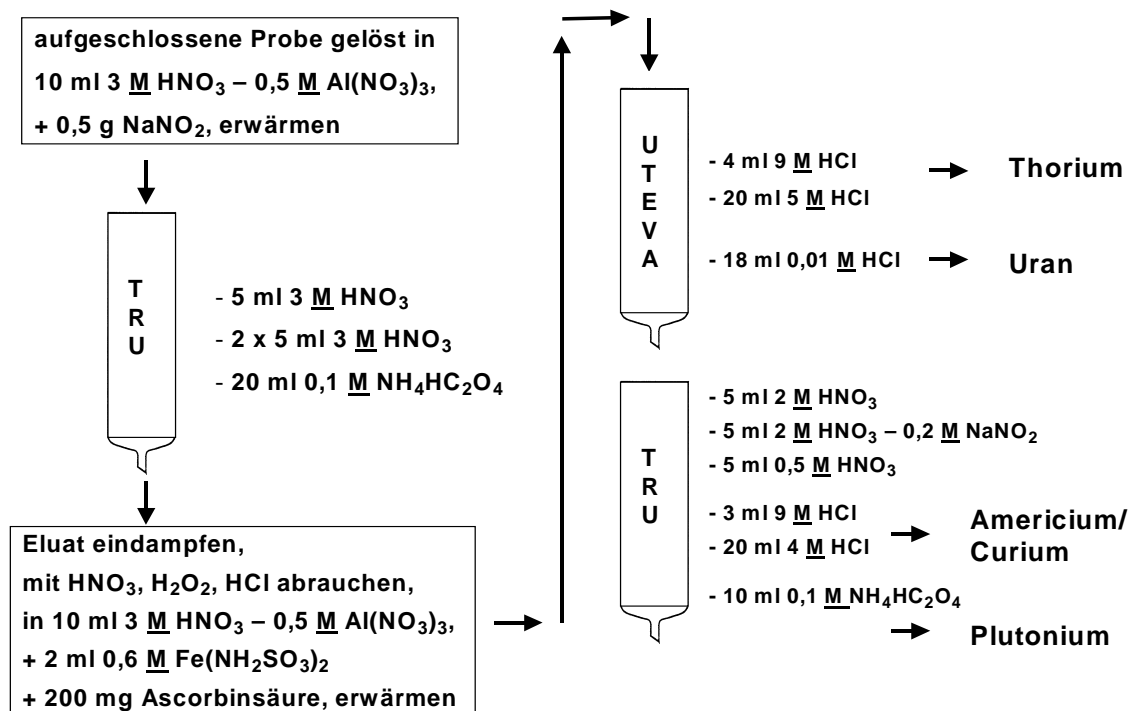 aufgeschlossene Probe gelöst in
10 ml 3 M HNO₃ – 0,5 M Al(NO₃)₃,
+ 0,5 g NaNO₂, erwärmen
T
R
U
- 5 ml 3 M HNO₃
- 2 x 5 ml 3 M HNO₃
- 20 ml 0,1 M NH₄HC₂O₄
Eluat eindampfen,
mit HNO₃, H₂O₂, HCl abrauchen,
in 10 ml 3 M HNO₃ – 0,5 M Al(NO₃)₃,
+ 2 ml 0,6 M Fe(NH₂SO₃)₂
+ 200 mg Ascorbinsäure, erwärmen
U
T
E
V
A
- 4 ml 9 M HCl
- 20 ml 5 M HCl
Thorium
- 18 ml 0,01 M HCl
Uran
T
R
U
- 5 ml 2 M HNO₃
- 5 ml 2 M HNO₃ – 0,2 M NaNO₂
- 5 ml 0,5 M HNO₃
- 3 ml 9 M HCl
- 20 ml 4 M HCl
Americium/
Curium
- 10 ml 0,1 M NH₄HC₂O₄
Plutonium